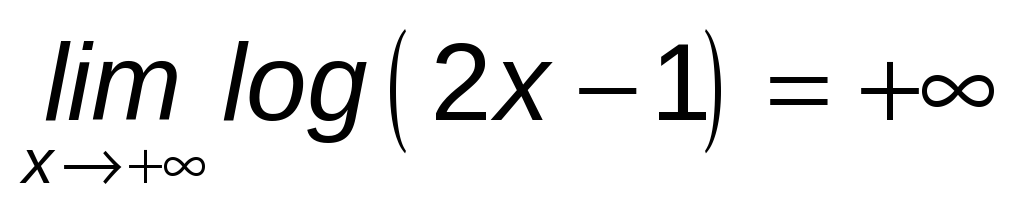 lim log( 2x − 1) = +∞
x→+∞